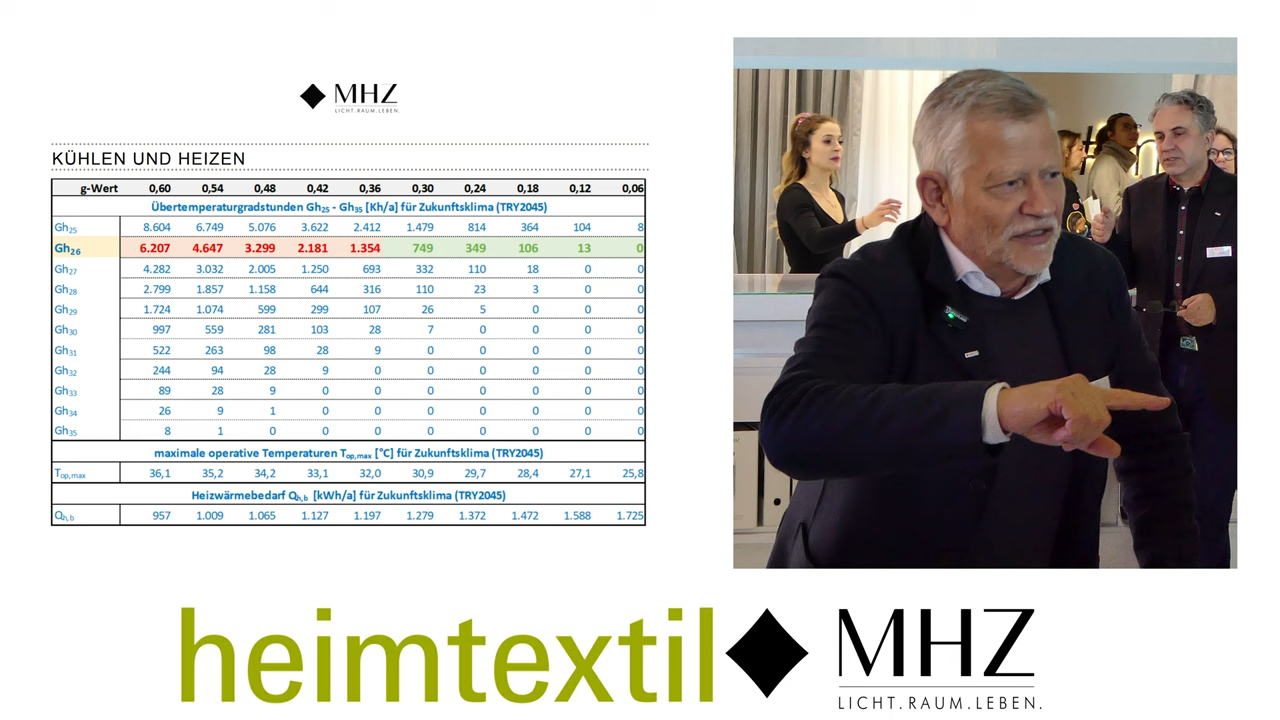 MHZ
LICHT.RAUM.LEBEN.
KÜHLEN UND HEIZEN
g-Wert 0,60 0,54 0,48 0,42 0,36 0,30 0,24 0,18 0,12 0,06
Übertemperaturgradstunden Gh25 - Gh35 [Kh/a] für Zukunftsklima (TRY2045)
Gh25 8.604 6.749 5.076 3.622 2.412 1.479 814 364 104 8
Gh26 6.207 4.647 3.299 2.181 1.354 749 349 106 13 0
Gh27 4.282 3.032 2.005 1.250 693 332 110 18 0 0
Gh28 2.799 1.857 1.158 644 316 110 23 3 0 0
Gh29 1.724 1.074 599 299 107 26 5 0 0 0
Gh30 997 559 281 103 28 7 0 0 0 0
Gh31 522 263 98 28 9 0 0 0 0 0
Gh32 244 94 28 9 0 0 0 0 0 0
Gh33 89 28 9 0 0 0 0 0 0 0
Gh34 26 9 1 0 0 0 0 0 0 0
Gh35 8 1 0 0 0 0 0 0 0 0
maximale operative Temperaturen Top,max [°C] für Zukunftsklima (TRY2045)
Top,max 36,1 35,2 34,2 33,1 32,0 30,9 29,7 28,4 27,1 25,8
Heizwärmebedarf Qh,b [kWh/a] für Zukunftsklima (TRY2045)
Qh,b 957 1.009 1.065 1.127 1.197 1.279 1.372 1.472 1.588 1.725
heimtextil MHZ
LICHT.RAUM.LEBEN.